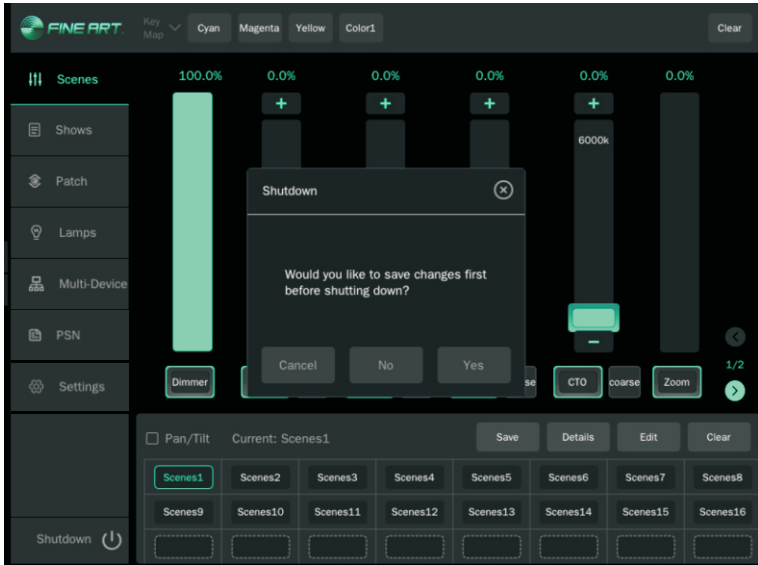 FINE ART.
Key Map
Cyan
Magenta
Yellow
Color1
Clear
Scenes
Shows
Patch
Lamps
Multi-Device
PSN
Settings
Shutdown
100.0%
0.0%
0.0%
0.0%
0.0%
0.0%
6000k
Shutdown
Would you like to save changes first
before shutting down?
Cancel
No
Yes
Dimmer
se
CTO
coarse
Zoom
1/2
Pan/Tilt
Current: Scenes1
Save
Details
Edit
Clear
Scenes1 Scenes2 Scenes3 Scenes4 Scenes5 Scenes6 Scenes7 Scenes8
Scenes9 Scenes10 Scenes11 Scenes12 Scenes13 Scenes14 Scenes15 Scenes16